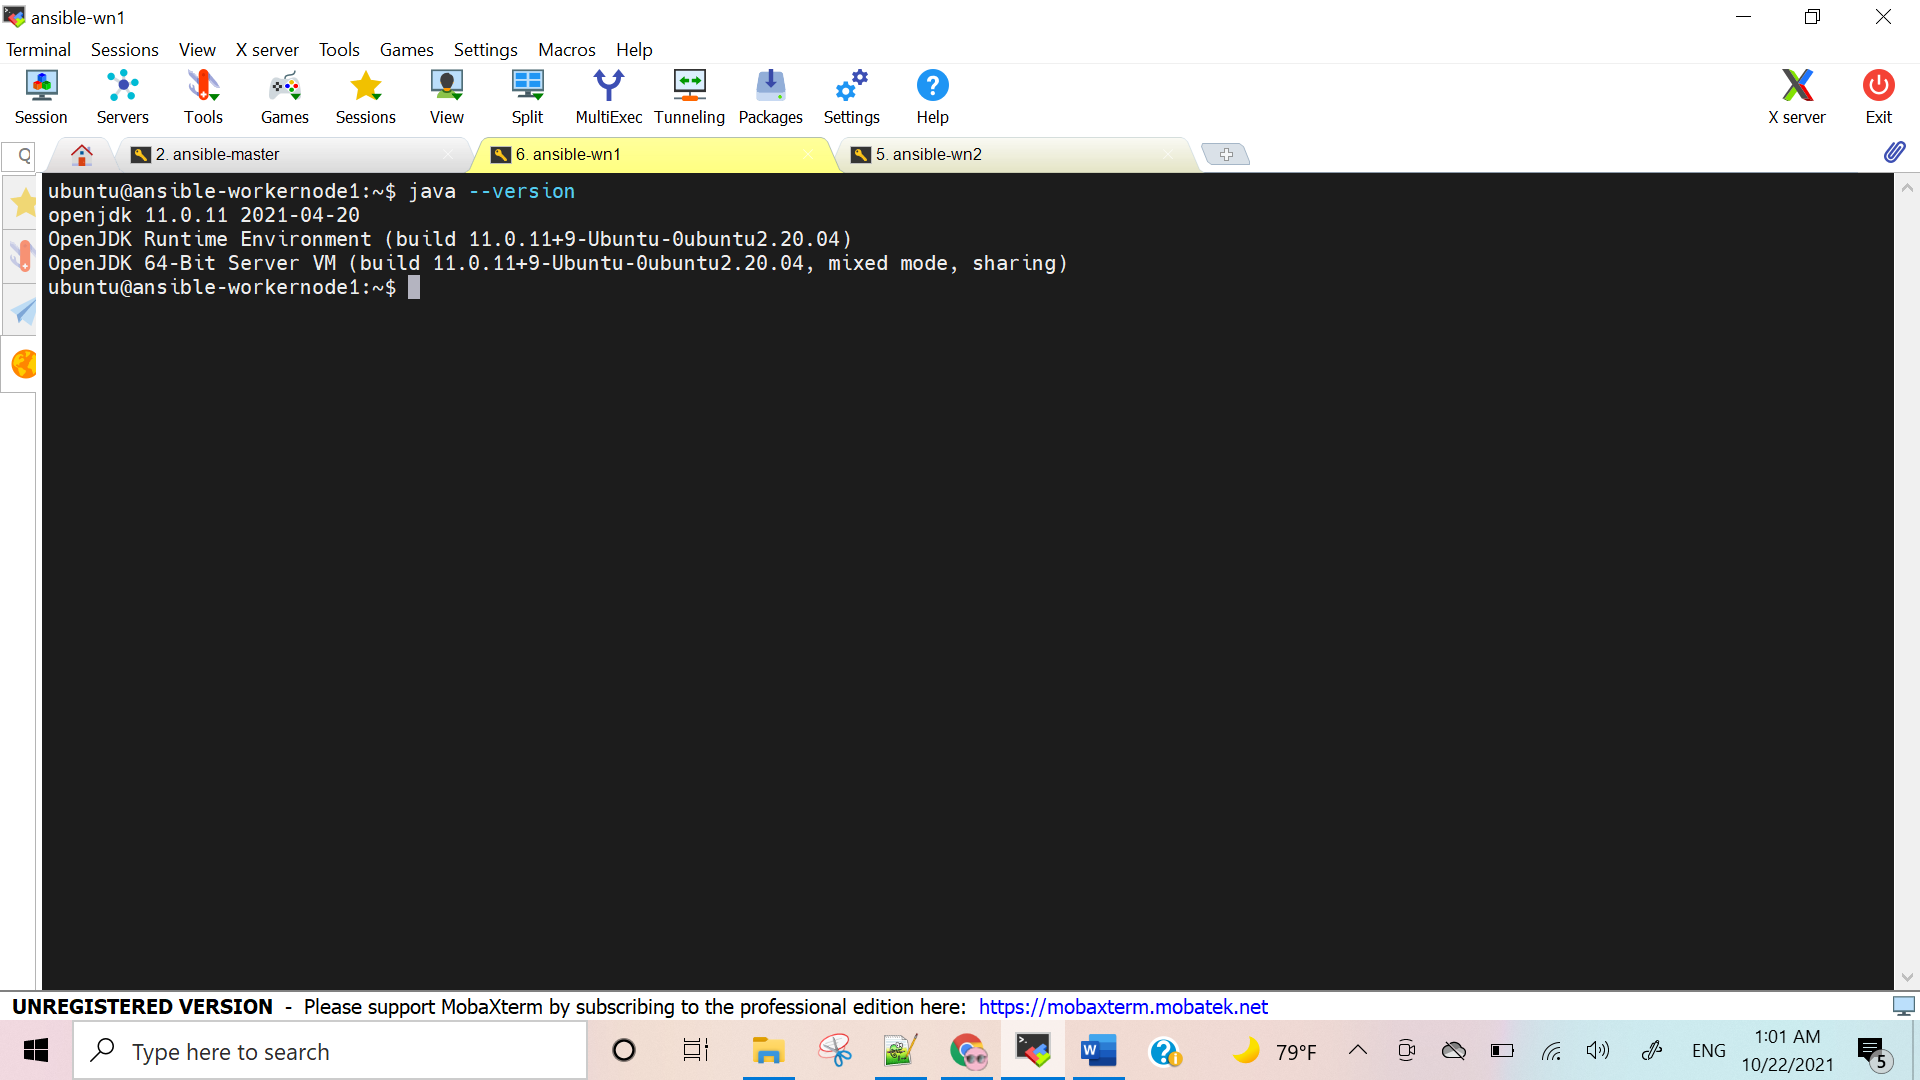 ansible-wn1
Terminal Sessions View X server Tools Games Settings Macros Help
Session Servers Tools Games Sessions View Split MultiExec Tunneling Packages Settings Help X server Exit
2. ansible-master 6. ansible-wn1 5. ansible-wn2
ubuntu@ansible-workernode1:~$ java --version
openjdk 11.0.11 2021-04-20
OpenJDK Runtime Environment (build 11.0.11+9-Ubuntu-0ubuntu2.20.04)
OpenJDK 64-Bit Server VM (build 11.0.11+9-Ubuntu-0ubuntu2.20.04, mixed mode, sharing)
ubuntu@ansible-workernode1:~$
UNREGISTERED VERSION - Please support MobaXterm by subscribing to the professional edition here: https://mobaxterm.mobatek.net
Type here to search 79°F ENG 1:01 AM
10/22/2021 5